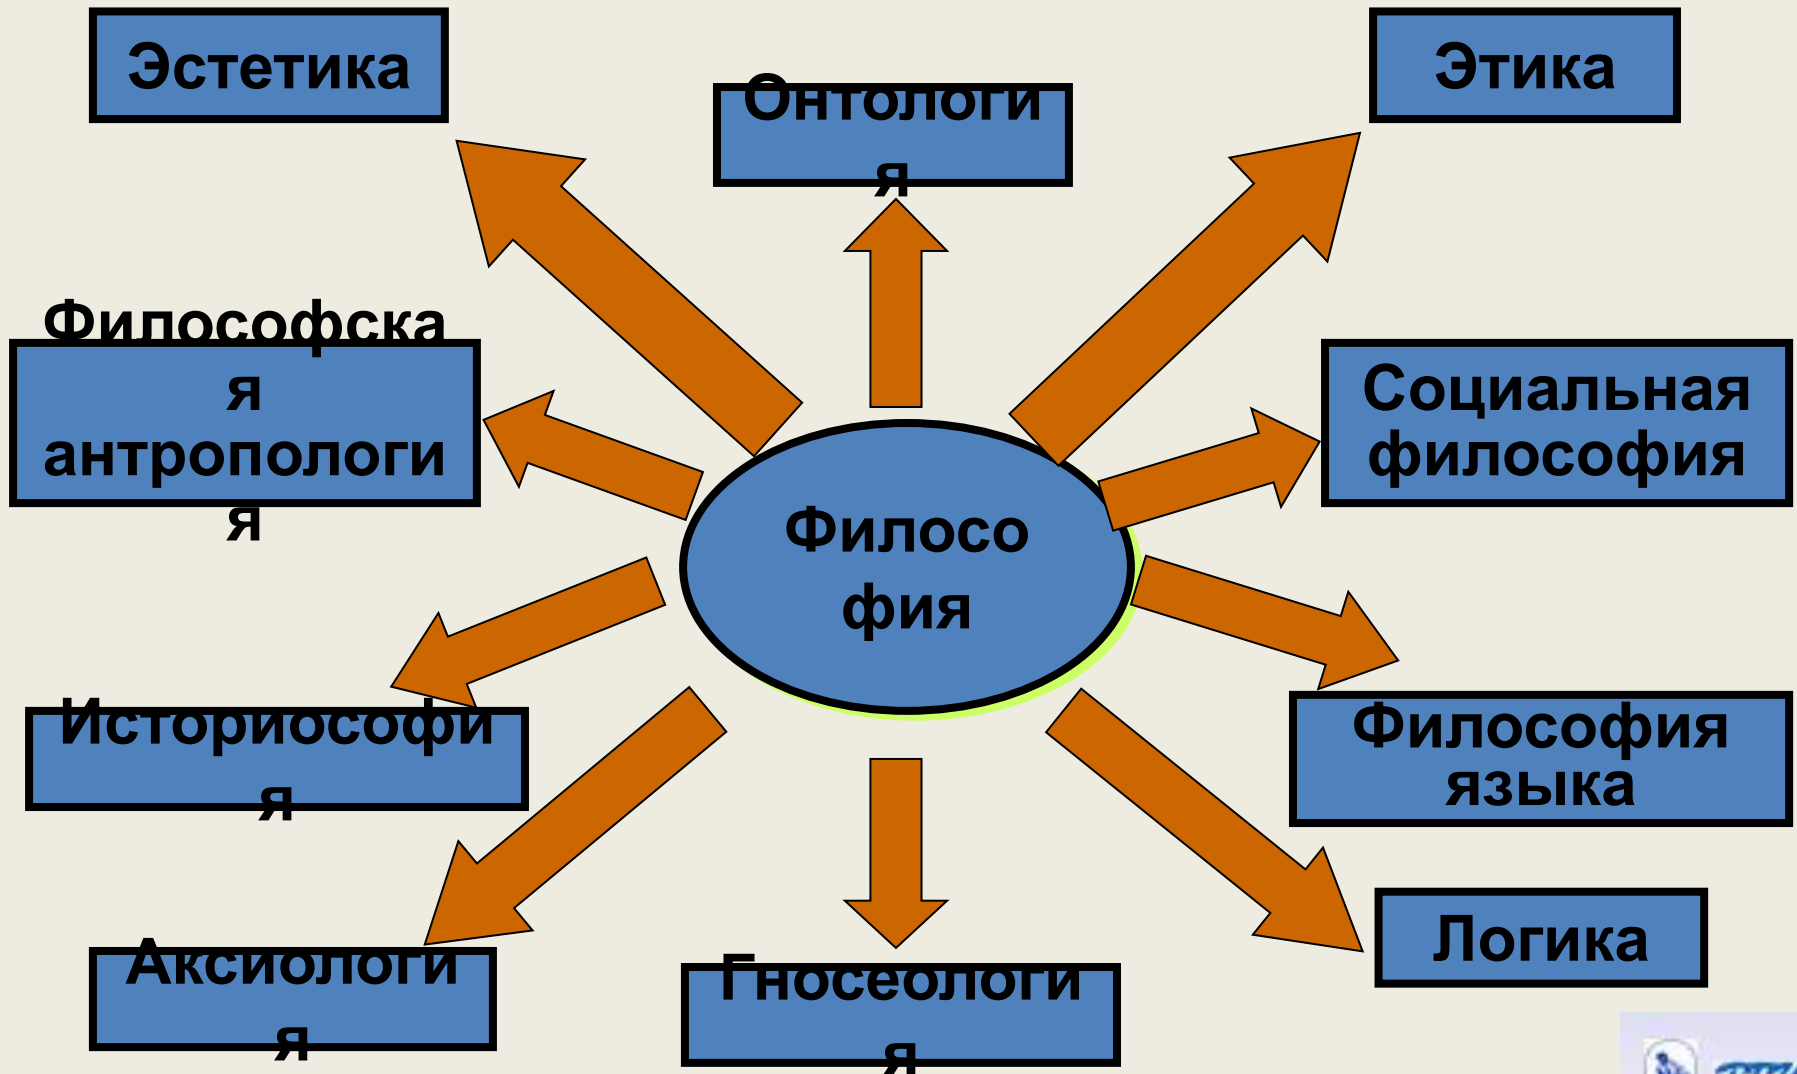 Эстетика
Онтологи
я
Этика
Философска
я
антропологи
я
Социальная
философия
Филосо
фия
Историософи
я
Философия
языка
Аксиологи
я
Гносеологи
я
Логика